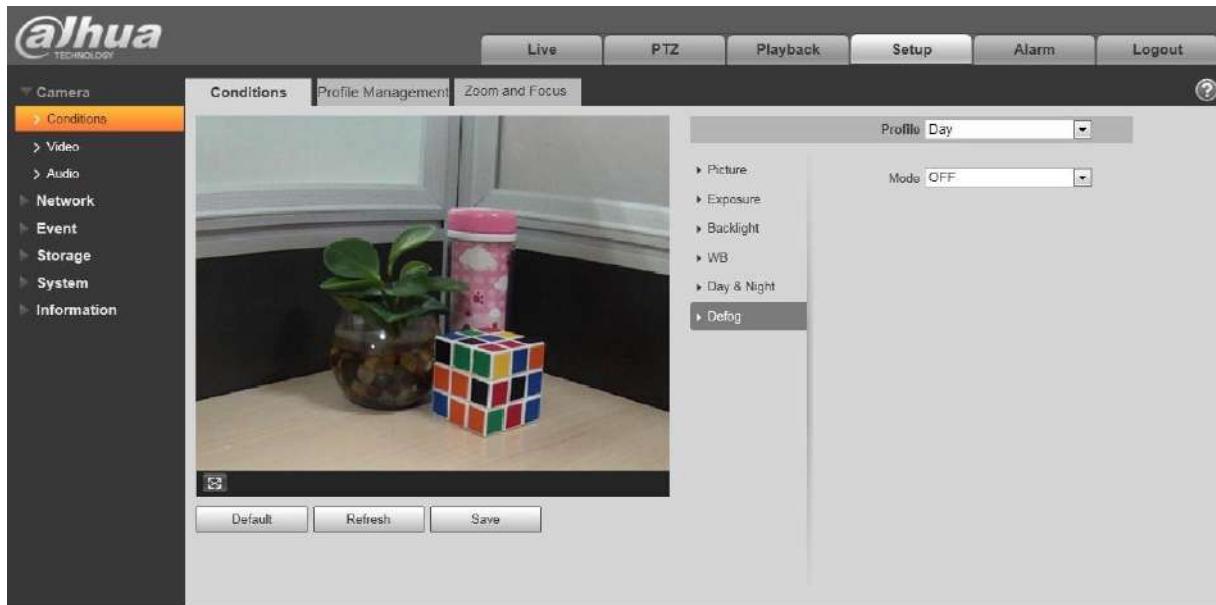 alhua
TECHNOLOGY
Live PTZ Playback Setup Alarm Logout
Camera
Conditions
Video
Audio
Network
Event
Storage
System
Information
Conditions Profile Management Zoom and Focus
?
Profile Day
Picture
Exposure
Backlight
WB
Day & Night
Defog
Mode OFF
Default Refresh Save